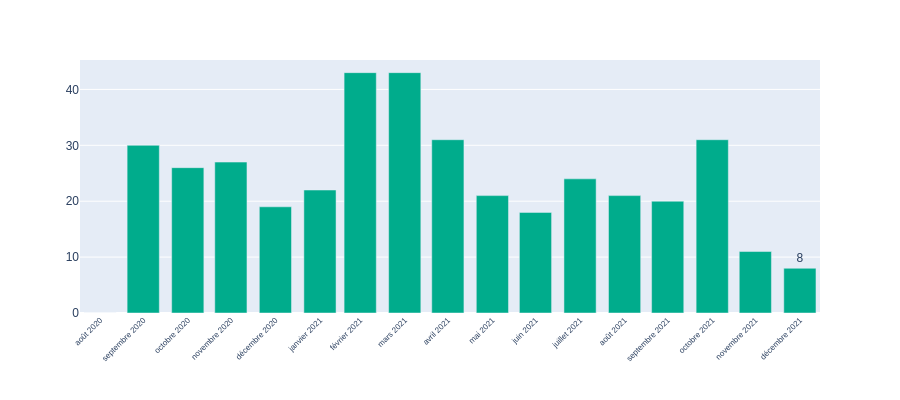 40
30
20
10
0
8
août 2020
septembre 2020
octobre 2020
novembre 2020
décembre 2020
janvier 2021
février 2021
mars 2021
avril 2021
mai 2021
juin 2021
juillet 2021
août 2021
septembre 2021
octobre 2021
novembre 2021
décembre 2021